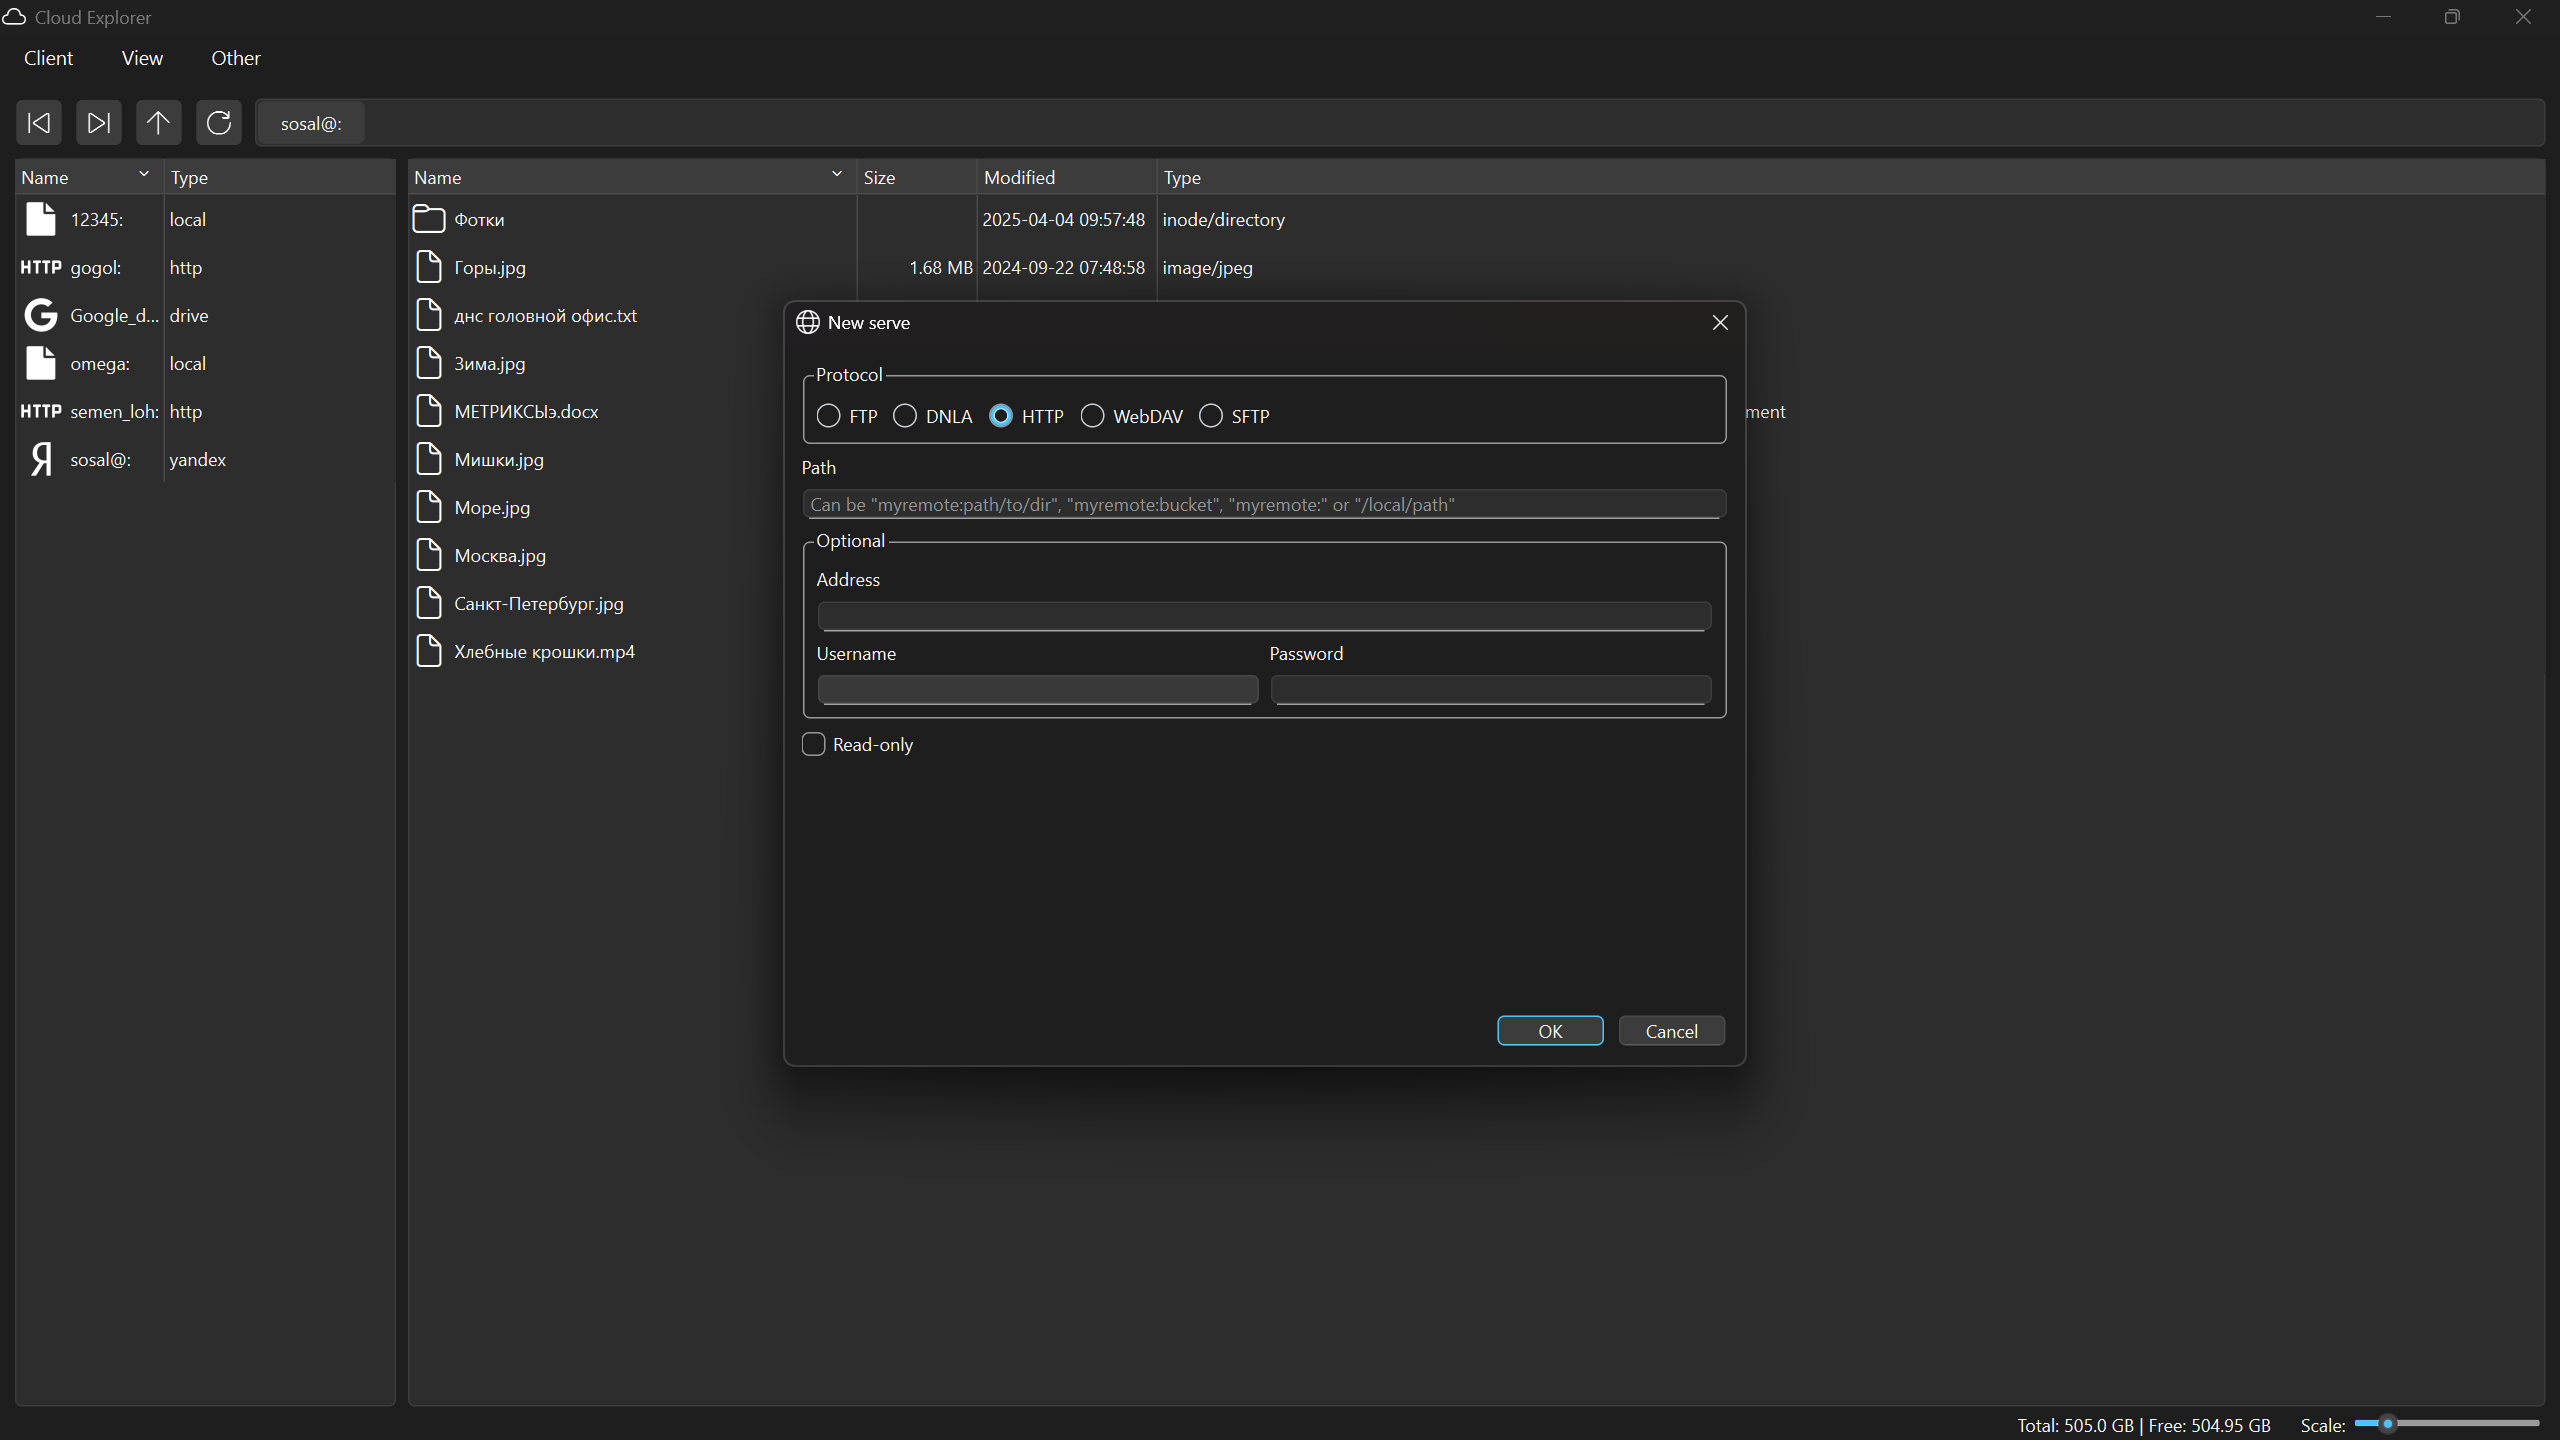 Cloud Explorer
Client View Other
sosal@:
Name Type
12345: local
HTTP gogol: http
Google_d... drive
omega: local
HTTP semen_loh: http
sosal@: yandex
Name Size Modified Type
Фотки 2025-04-04 09:57:48 inode/directory
Горы.jpg 1.68 MB 2024-09-22 07:48:58 image/jpeg
днс головной офис.txt
Зима.jpg
МЕТРИКСЫэ.docx
ment
Мишки.jpg
Море.jpg
Москва.jpg
Санкт-Петербург.jpg
Хлебные крошки.mp4
New serve
Protocol
FTP DNLA HTTP WebDAV SFTP
Path
Can be "myremote:path/to/dir", "myremote:bucket", "myremote:" or "/local/path"
Optional
Address
Username Password
Read-only
OK Cancel
Total: 505.0 GB | Free: 504.95 GB Scale: